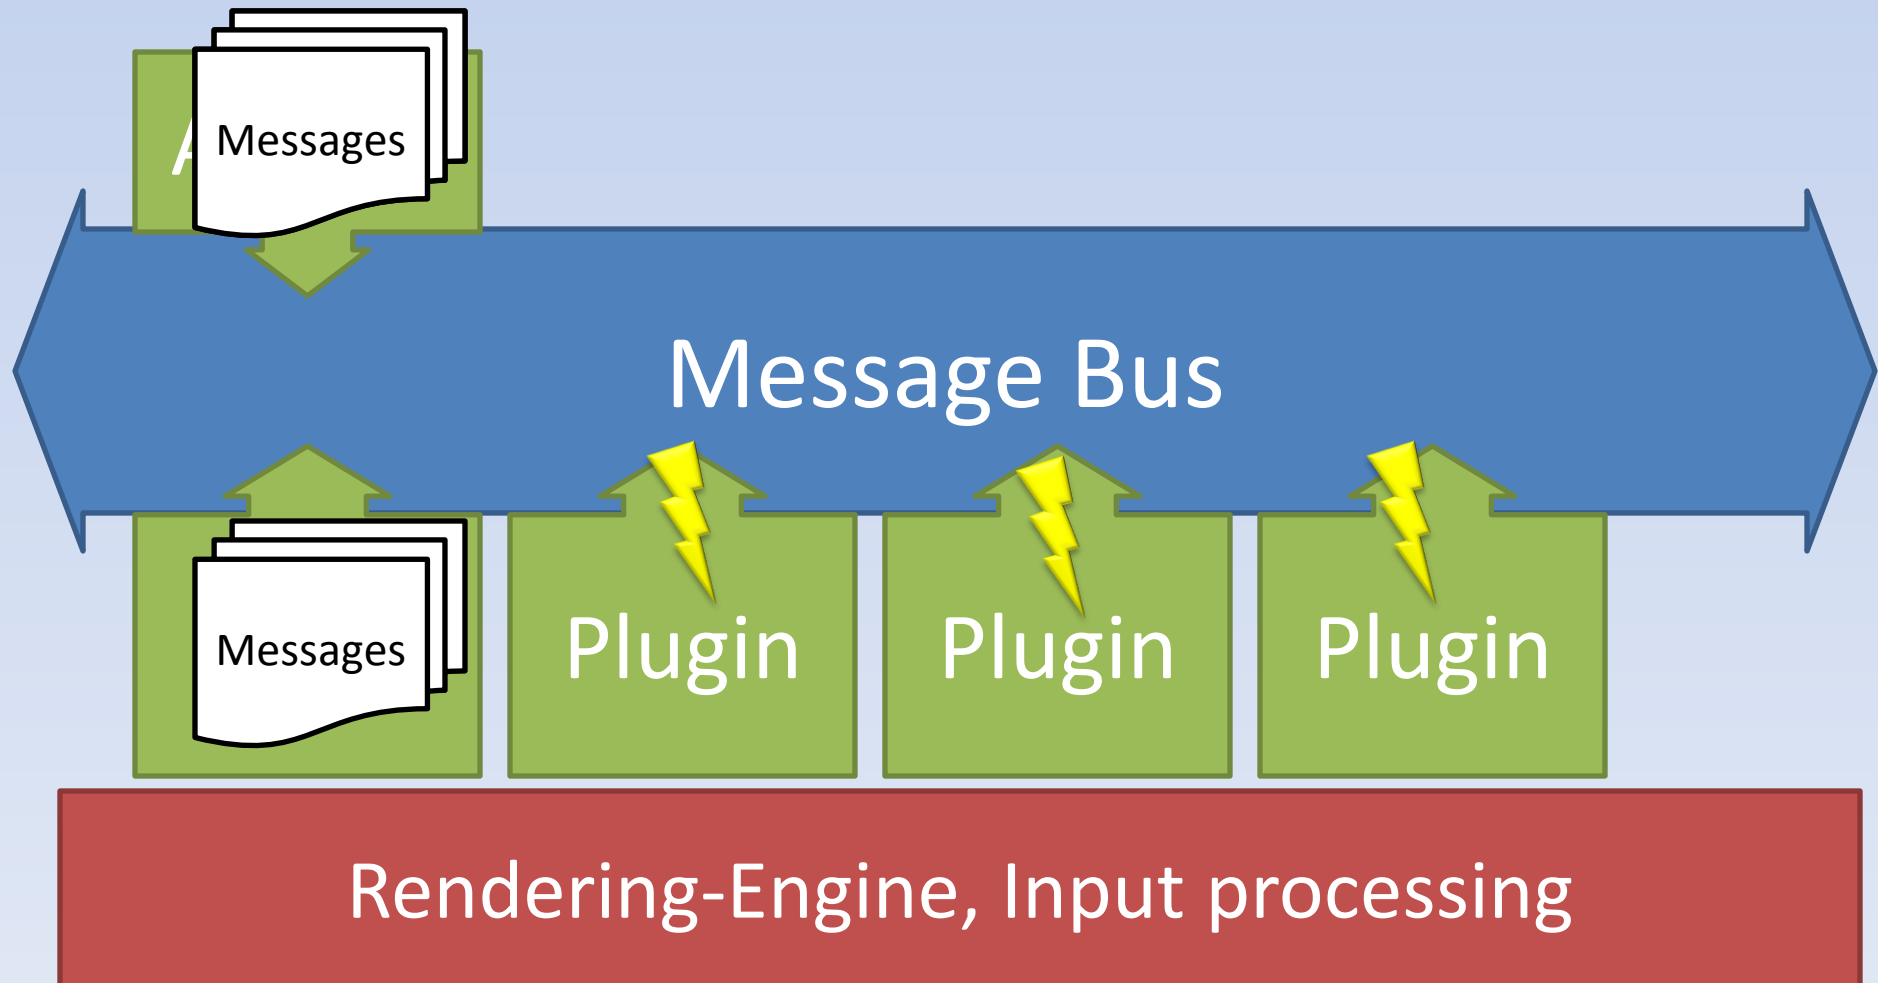 Messages
Message Bus
Messages
Plugin
Plugin
Plugin
Rendering-Engine, Input processing